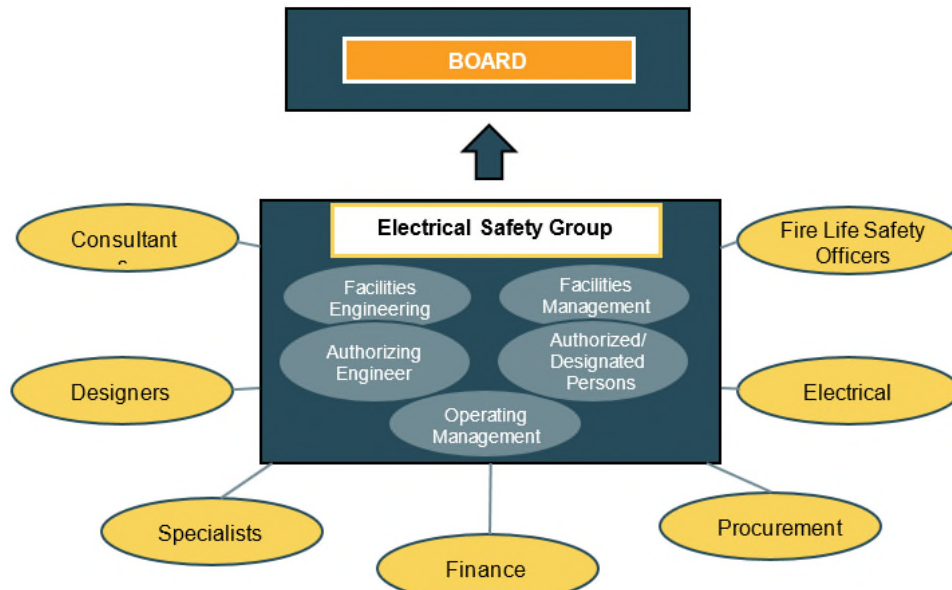 BOARD
Electrical Safety Group
Consultant
s
Fire Life Safety
Officers
Facilities
Engineering
Facilities
Management
Authorizing
Engineer
Authorized/
Designated
Persons
Designers
Electrical
Operating
Management
Specialists
Procurement
Finance